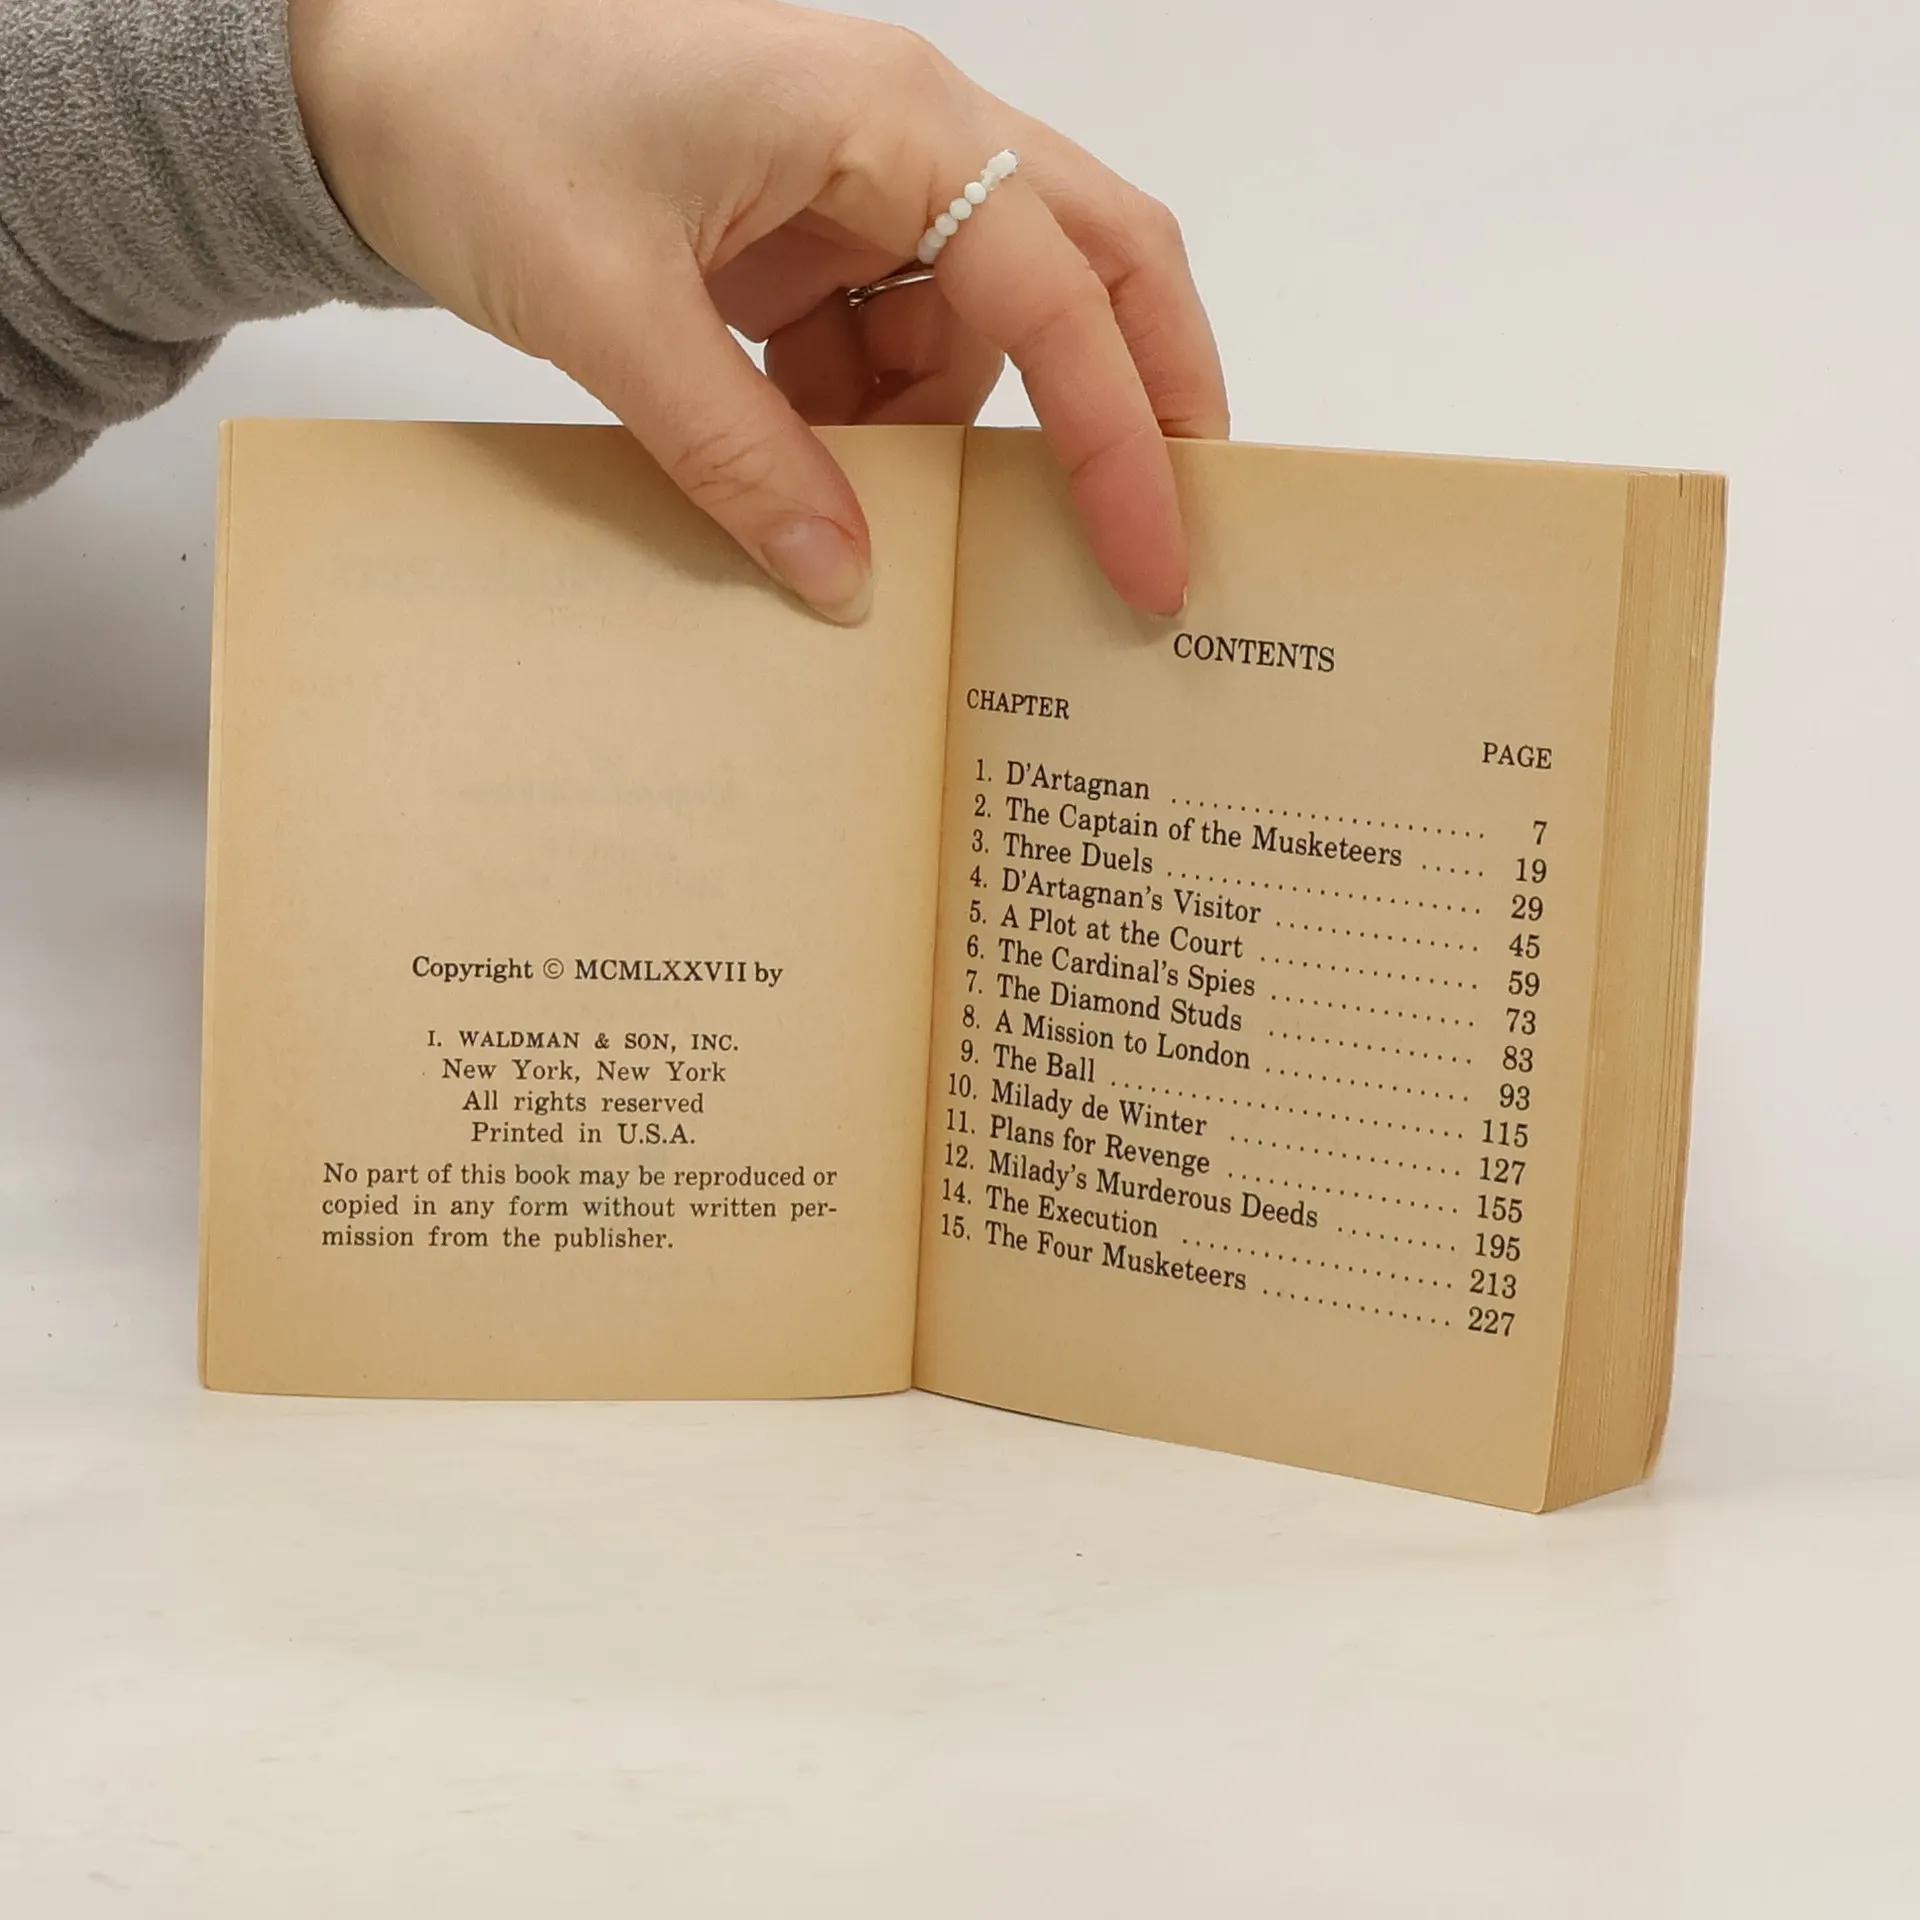 Copyright © MCMLXXVII by
I. WALDMAN & SON, INC.
New York, New York
All rights reserved
Printed in U.S.A.
No part of this book may be reproduced or
copied in any form without written per-
mission from the publisher.
CONTENTS
CHAPTER
PAGE
1. D'Artagnan ...................... 7
2. The Captain of the Musketeers ..... 19
3. Three Duels ...................... 29
4. D'Artagnan's Visitor ............... 45
5. A Plot at the Court ................ 59
6. The Cardinal's Spies ............... 73
7. The Diamond Studs ............... 83
8. A Mission to London ............... 93
9. The Ball ......................... 115
10. Milady de Winter ................. 127
11. Plans for Revenge ................. 155
12. Milady's Murderous Deeds ......... 195
14. The Execution .................... 213
15. The Four Musketeers .............. 227